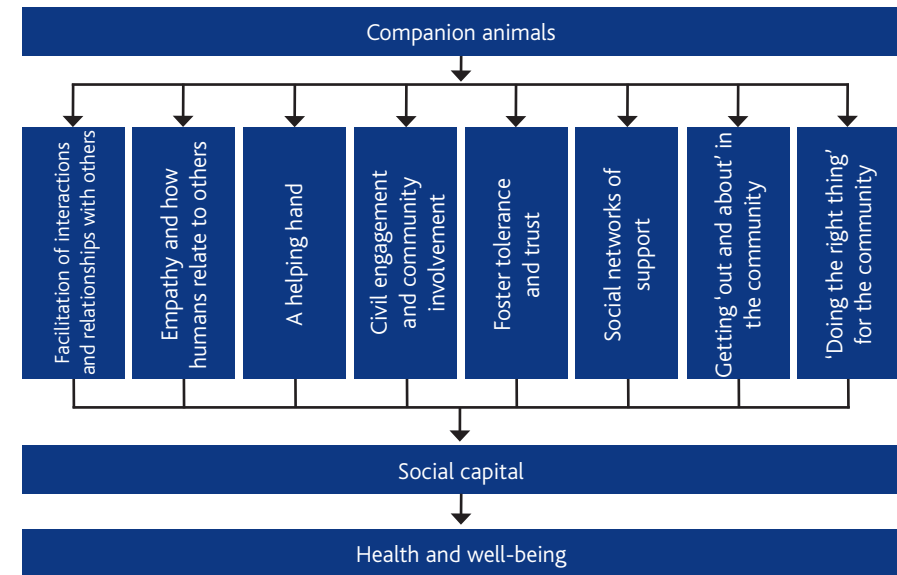 Companion animals
Facilitation of interactions
and relationships with others
Empathy and how
humans relate to others
A helping hand
Civil engagement
and community
involvement
Foster tolerance
and trust
Social networks of
support
Getting ‘out and about’ in
the community
‘Doing the right thing’
for the community
Social capital
Health and well-being